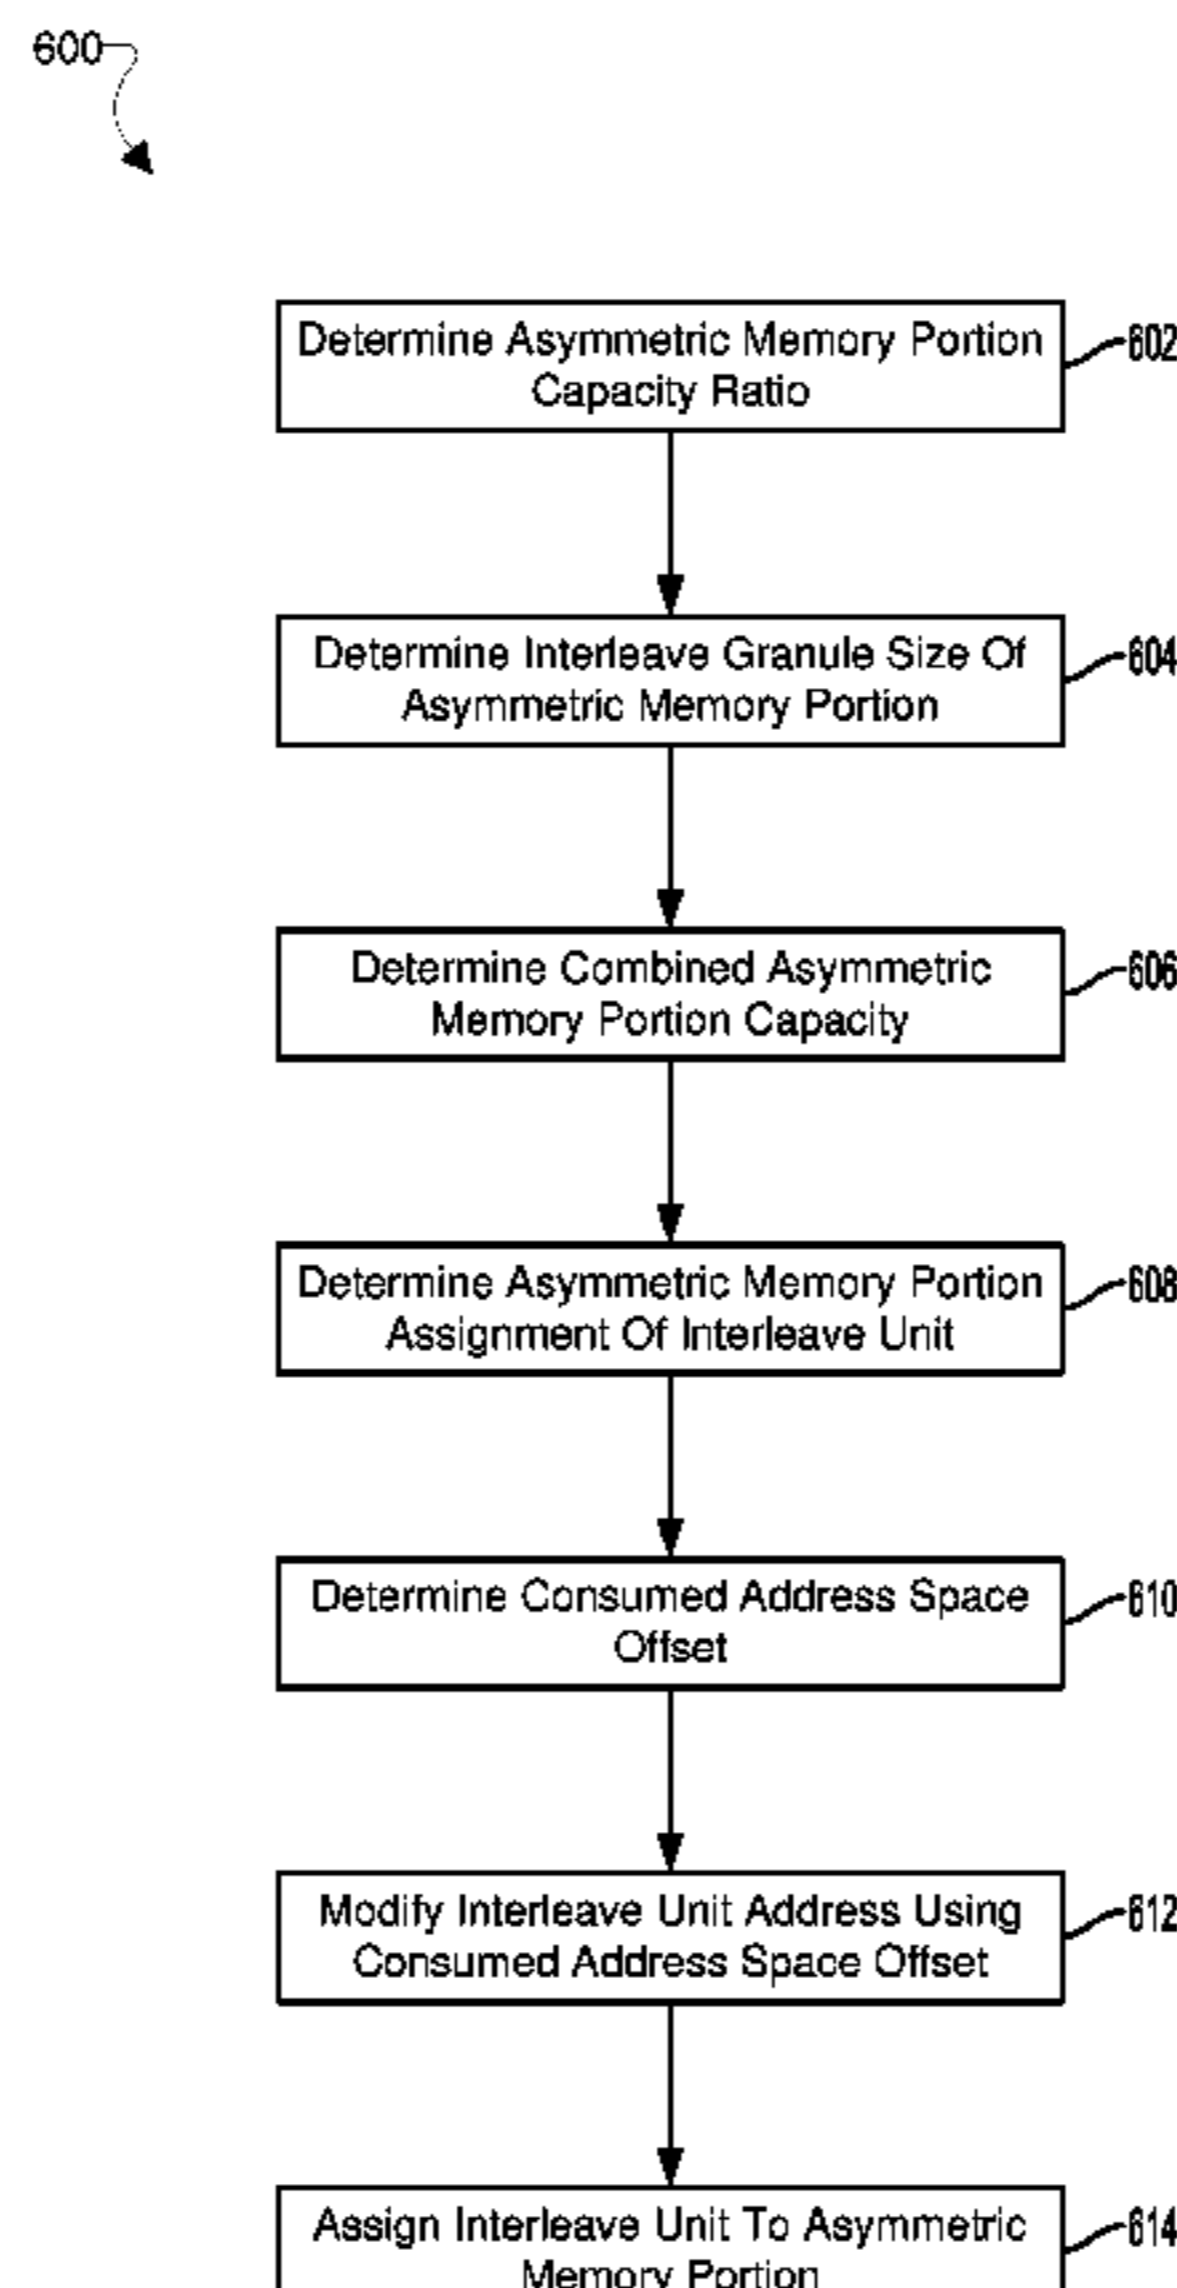 600
Determine Asymmetric Memory Portion
Capacity Ratio
602
Determine Interleave Granule Size Of
Asymmetric Memory Portion
604
Determine Combined Asymmetric
Memory Portion Capacity
606
Determine Asymmetric Memory Portion
Assignment Of Interleave Unit
608
Determine Consumed Address Space
Offset
610
Modify Interleave Unit Address Using
Consumed Address Space Offset
612
Assign Interleave Unit To Asymmetric
Memory Portion
614